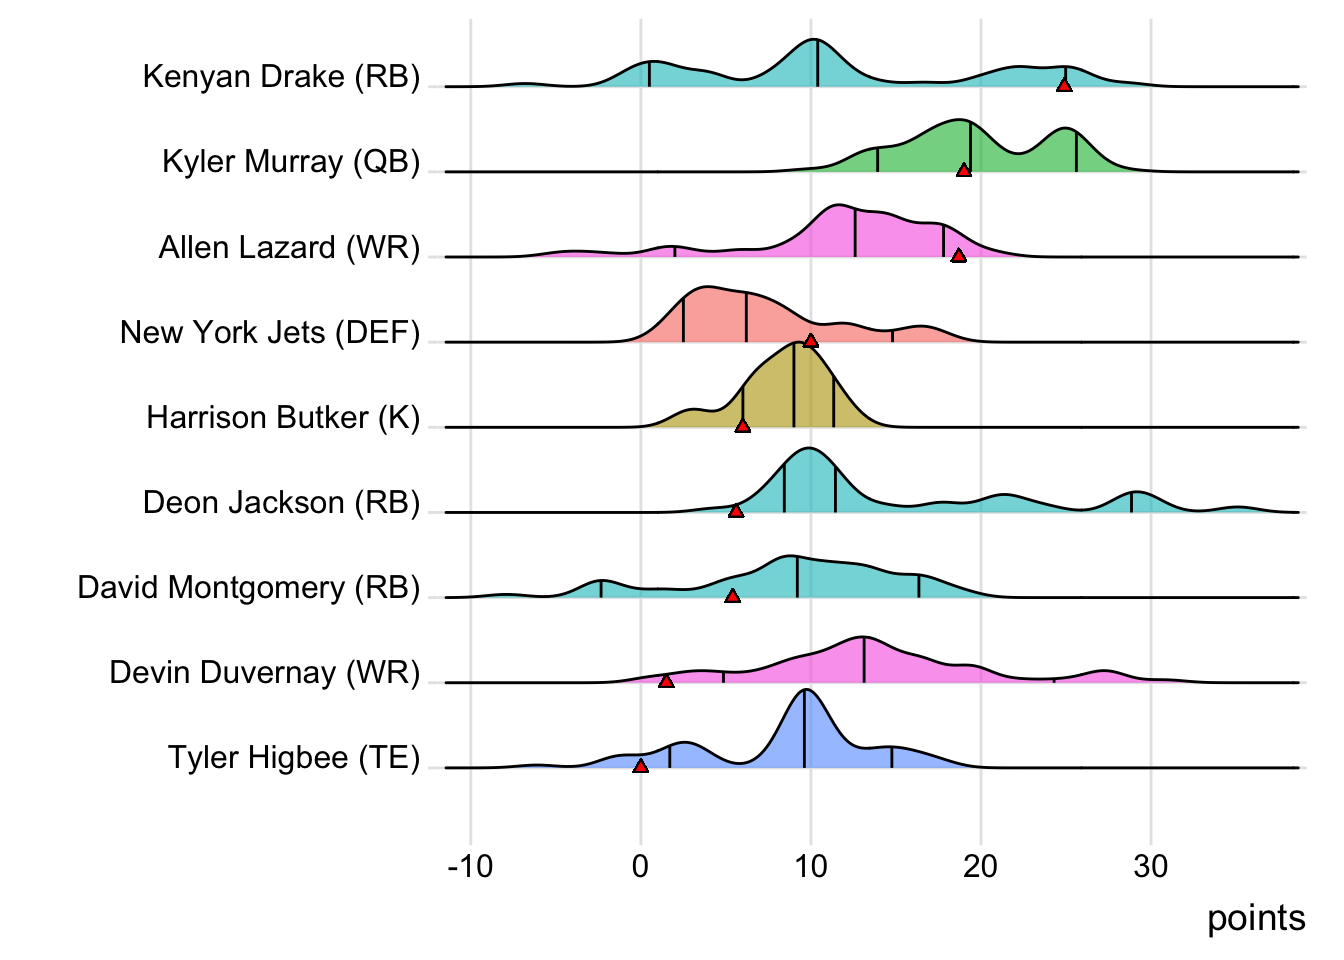 Kenyan Drake (RB)
Kyler Murray (QB)
Allen Lazard (WR)
New York Jets (DEF)
Harrison Butker (K)
Deon Jackson (RB)
David Montgomery (RB)
Devin Duvernay (WR)
Tyler Higbee (TE)
-10 0 10 20 30
points